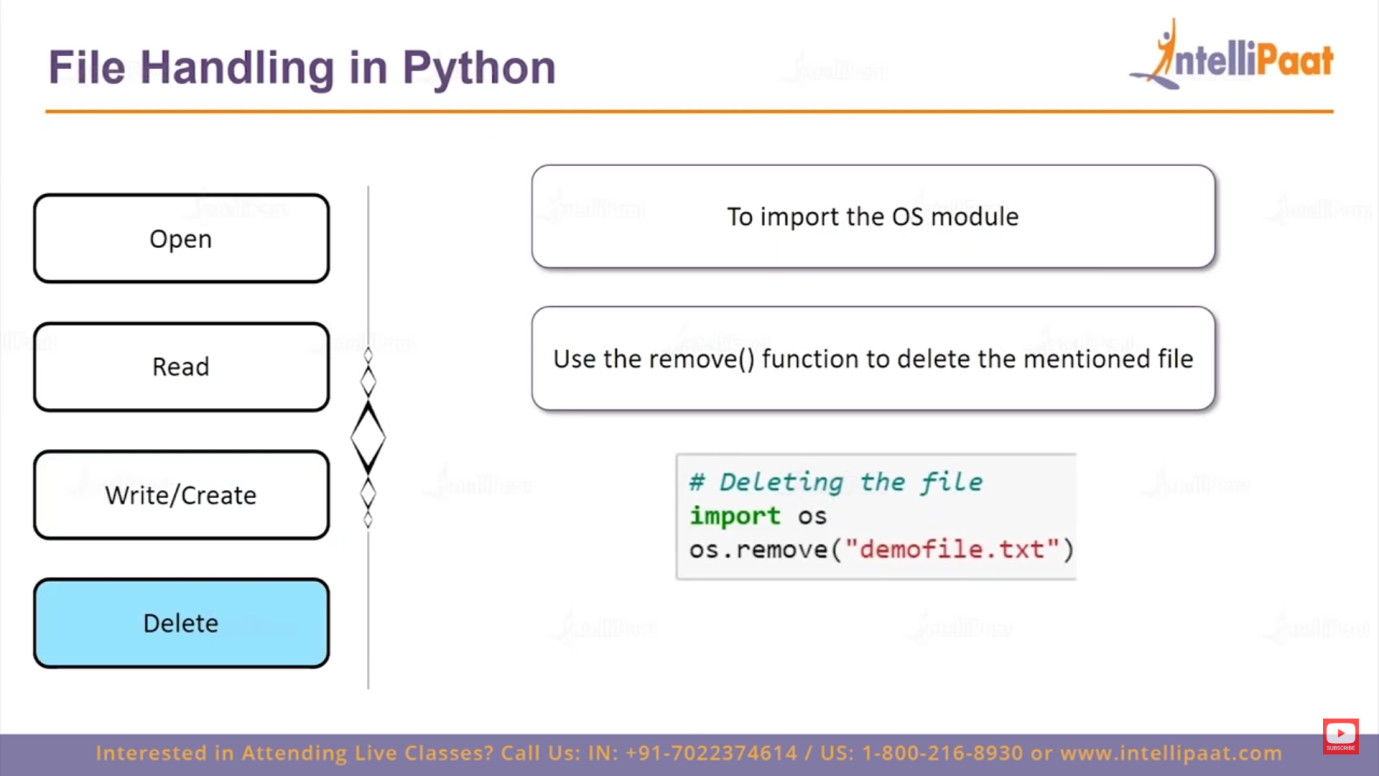 File Handling in Python
IntelliPaat
Open
Read
Write/Create
Delete
To import the OS module
Use the remove() function to delete the mentioned file
# Deleting the file
import os
os.remove("demofile.txt")
Interested in Attending Live Classes? Call Us: IN: +91-7022374614 / US: 1-800-216-8930 or www.intellipaat.com
SUBSCRIBE